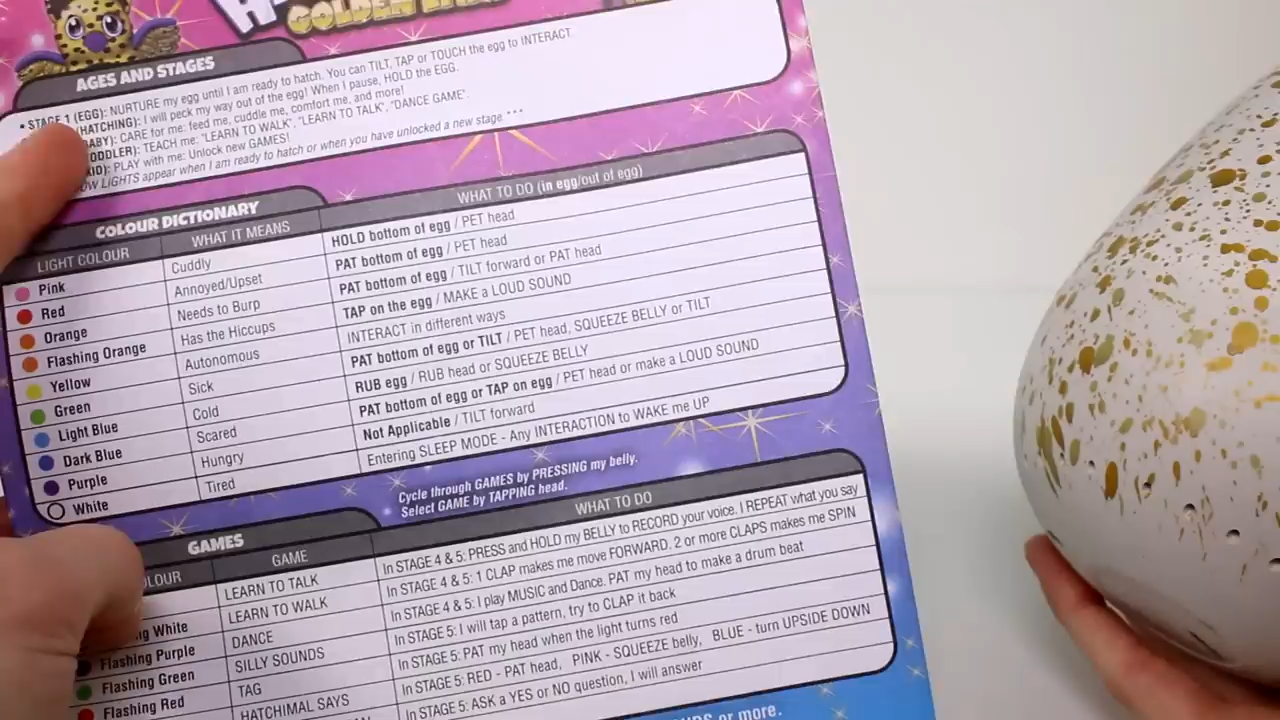 GOLDEN
AGES AND STAGES
• STAGE 1 (EGG): NURTURE my egg until I am ready to hatch. You can TILT, TAP or TOUCH the egg to INTERACT.
(HATCHING): I will peck my way out of the egg! When I pause, HOLD the EGG.
BABY): CARE for me: feed me, cuddle me, comfort me, and more!
ODDLER): TEACH me: "LEARN TO WALK", "LEARN TO TALK", "DANCE GAME".
KID): PLAY with me: Unlock new GAMES!
OW LIGHTS appear when I am ready to hatch or when you have unlocked a new stage.
COLOUR DICTIONARY
LIGHT COLOUR WHAT IT MEANS WHAT TO DO (in egg/out of egg)
Pink Cuddly HOLD bottom of egg / PET head
Red Annoyed/Upset PAT bottom of egg / PET head
Orange Needs to Burp PAT bottom of egg / TILT forward or PAT head
Flashing Orange Has the Hiccups TAP on the egg / MAKE a LOUD SOUND
Yellow Autonomous INTERACT in different ways
Green Sick PAT bottom of egg or TILT / PET head, SQUEEZE BELLY or TILT
Light Blue Cold RUB egg / RUB head or SQUEEZE BELLY
Dark Blue Scared PAT bottom of egg or TAP on egg / PET head or make a LOUD SOUND
Purple Hungry Not Applicable / TILT forward
White Tired Entering SLEEP MODE - Any INTERACTION to WAKE me UP
Cycle through GAMES by PRESSING my belly.
Select GAME by TAPPING head.
GAMES
OLOUR GAME WHAT TO DO
LEARN TO TALK In STAGE 4 & 5: PRESS and HOLD my BELLY to RECORD your voice. I REPEAT what you say
ng White LEARN TO WALK In STAGE 4 & 5: 1 CLAP makes me move FORWARD. 2 or more CLAPS makes me SPIN
Flashing Purple DANCE In STAGE 4 & 5: I play MUSIC and Dance. PAT my head to make a drum beat
Flashing Green SILLY SOUNDS In STAGE 5: I will tap a pattern, try to CLAP it back
Flashing Red TAG In STAGE 5: PAT my head when the light turns red
HATCHIMAL SAYS In STAGE 5: RED - PAT head, PINK - SQUEEZE belly, BLUE - turn UPSIDE DOWN
In STAGE 5: ASK a YES or NO question, I will answer
or more.